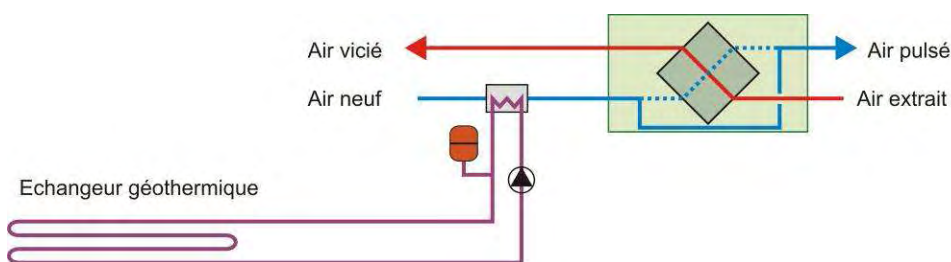 Air vicié
Air pulsé
Air neuf
Air extrait
Echangeur géothermique